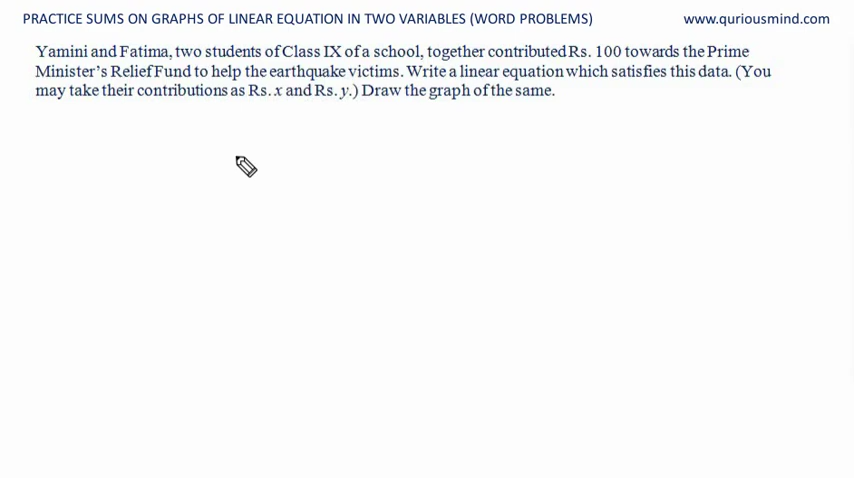 PRACTICE SUMS ON GRAPHS OF LINEAR EQUATION IN TWO VARIABLES (WORD PROBLEMS) www.quriousmind.com
Yamini and Fatima, two students of Class IX of a school, together contributed Rs. 100 towards the Prime
Minister's Relief Fund to help the earthquake victims. Write a linear equation which satisfies this data. (You
may take their contributions as Rs. x and Rs. y.) Draw the graph of the same.